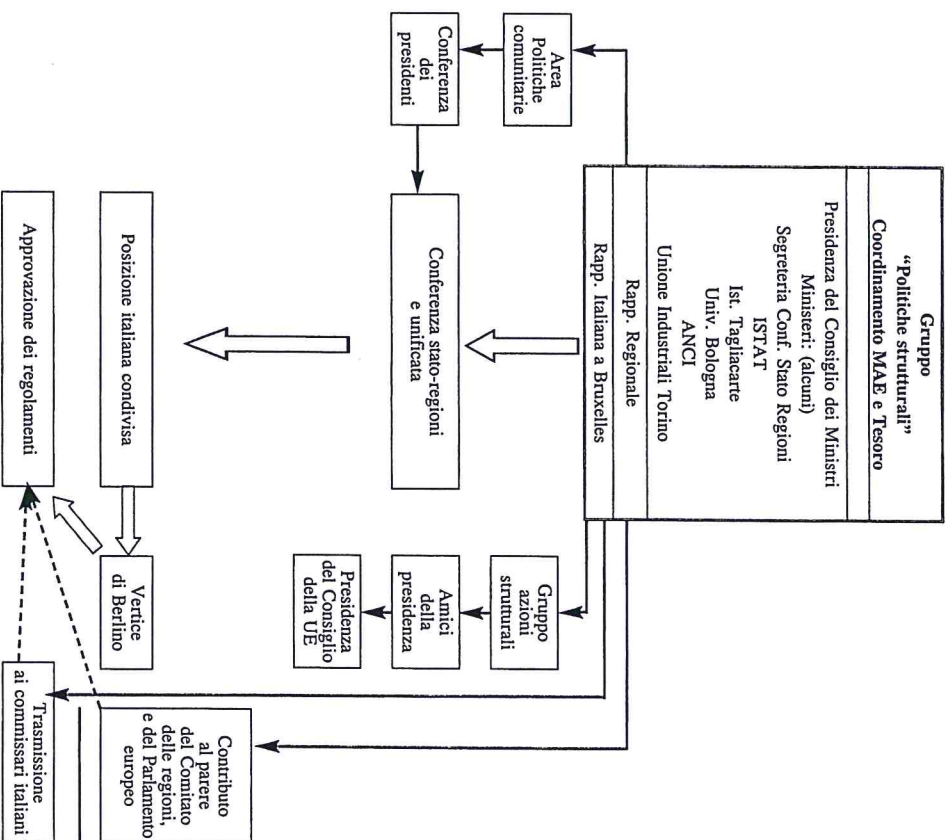 Gruppo
“Politiche strutturali”
Coordinamento MAE e Tesoro
Presidenza del Consiglio dei Ministri
Ministeri: (alcuni)
Segreteria Conf. Stato Regioni
ISTAT
Ist. Tagliacarte
Univ. Bologna
ANCI
Unione Industriali Torino
Rapp. Regionale
Rapp. Italiana a Bruxelles
Area
Politiche
comunitarie
Conferenza
dei
presidenti
Conferenza stato-regioni
e unificata
Gruppo
azioni
strutturali
Amici
della
presidenza
Presidenza
del Consiglio
della UE
Posizione italiana condivisa
Vertice
di Berlino
Contributo
al parere
del Comitato
delle regioni,
e del Parlamento
europeo
Approvazione dei regolamenti
Trasmissione
ai commissari italiani